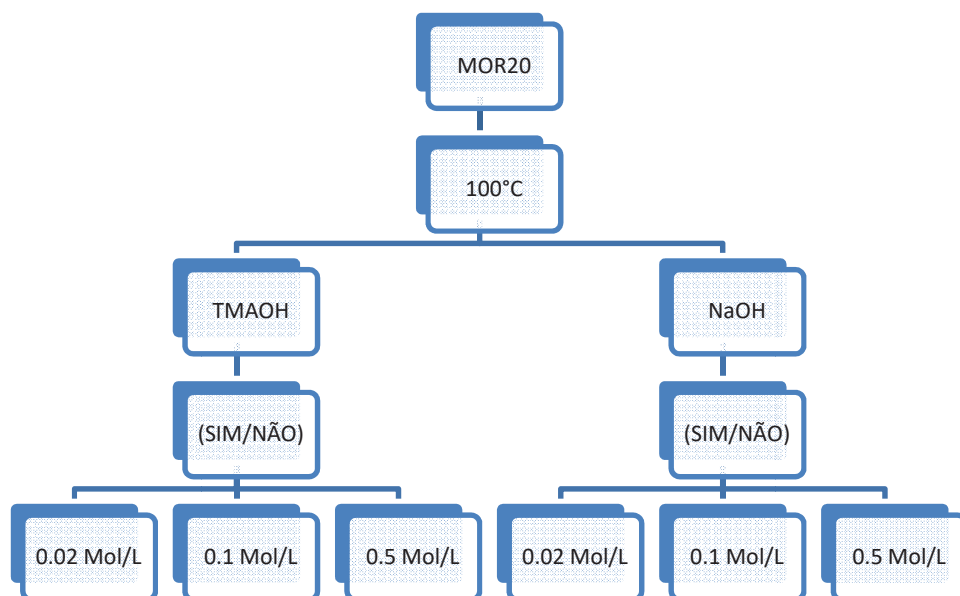 MOR20
100°C
TMAOH
NaOH
(SIM/NÃO)
(SIM/NÃO)
0.02 Mol/L
0.1 Mol/L
0.5 Mol/L
0.02 Mol/L
0.1 Mol/L
0.5 Mol/L